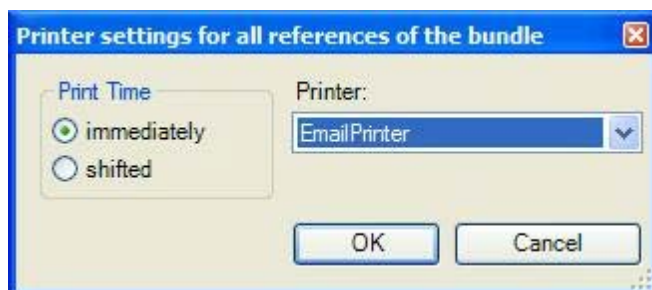 Printer settings for all references of the bundle
Print Time
immediately
shifted
Printer:
EmailPrinter
OK
Cancel